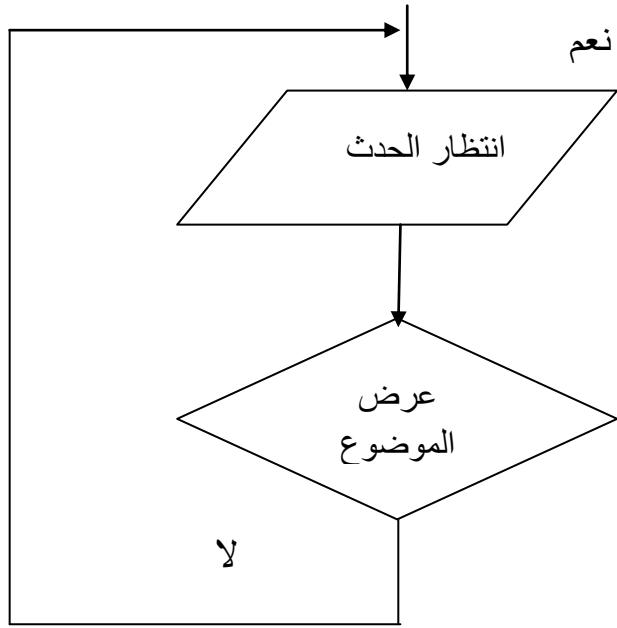 نعم
انتظار الحدث
عرض
الموضوع
لا